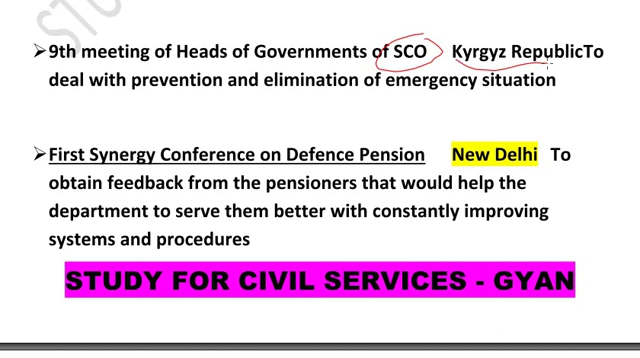 STU
➢9th meeting of Heads of Governments of SCO Kyrgyz RepublicTo
deal with prevention and elimination of emergency situation
➢First Synergy Conference on Defence Pension New Delhi To
obtain feedback from the pensioners that would help the
department to serve them better with constantly improving
systems and procedures
STUDY FOR CIVIL SERVICES - GYAN